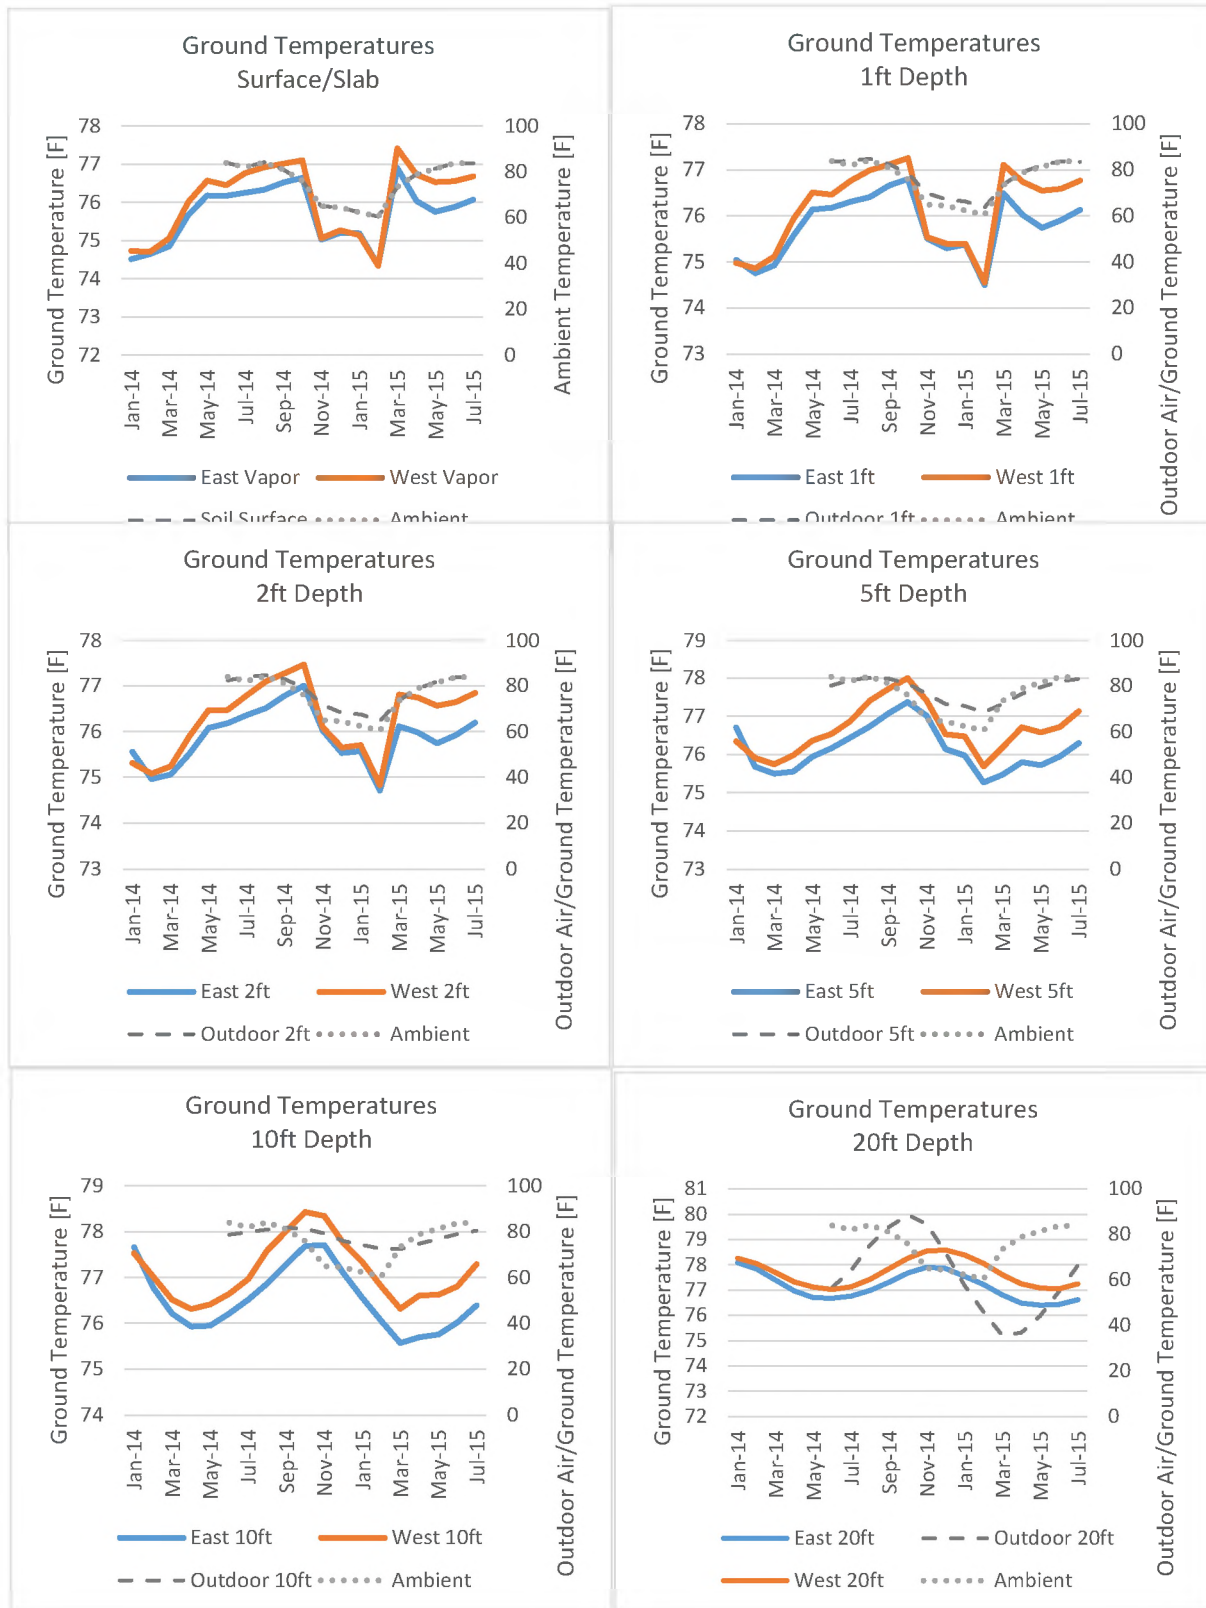 Ground Temperatures
Surface/Slab
Ground Temperature [F]
78
77
76
75
74
73
72
100
80
60
40
20
0
Ambient Temperature [F]
Jan-14
Mar-14
May-14
Jul-14
Sep-14
Nov-14
Jan-15
Mar-15
May-15
Jul-15
East Vapor
West Vapor
Soil Surface
Ambient
Ground Temperatures
1ft Depth
Ground Temperature [F]
78
77
76
75
74
73
100
80
60
40
20
0
Outdoor Air/Ground Temperature [F]
Jan-14
Mar-14
May-14
Jul-14
Sep-14
Nov-14
Jan-15
Mar-15
May-15
Jul-15
East 1ft
West 1ft
Outdoor 1ft
Ambient
Ground Temperatures
2ft Depth
Ground Temperature [F]
78
77
76
75
74
73
100
80
60
40
20
0
Outdoor Air/Ground Temperature [F]
Jan-14
Mar-14
May-14
Jul-14
Sep-14
Nov-14
Jan-15
Mar-15
May-15
Jul-15
East 2ft
West 2ft
Outdoor 2ft
Ambient
Ground Temperatures
5ft Depth
Ground Temperature [F]
79
78
77
76
75
74
73
100
80
60
40
20
0
Outdoor Air/Ground Temperature [F]
Jan-14
Mar-14
May-14
Jul-14
Sep-14
Nov-14
Jan-15
Mar-15
May-15
Jul-15
East 5ft
West 5ft
Outdoor 5ft
Ambient
Ground Temperatures
10ft Depth
Ground Temperature [F]
79
78
77
76
75
74
100
80
60
40
20
0
Outdoor Air/Ground Temperature [F]
Jan-14
Mar-14
May-14
Jul-14
Sep-14
Nov-14
Jan-15
Mar-15
May-15
Jul-15
East 10ft
West 10ft
Outdoor 10ft
Ambient
Ground Temperatures
20ft Depth
Ground Temperature [F]
81
80
79
78
77
76
75
74
73
72
100
80
60
40
20
0
Outdoor Air/Ground Temperature [F]
Jan-14
Mar-14
May-14
Jul-14
Sep-14
Nov-14
Jan-15
Mar-15
May-15
Jul-15
East 20ft
Outdoor 20ft
West 20ft
Ambient